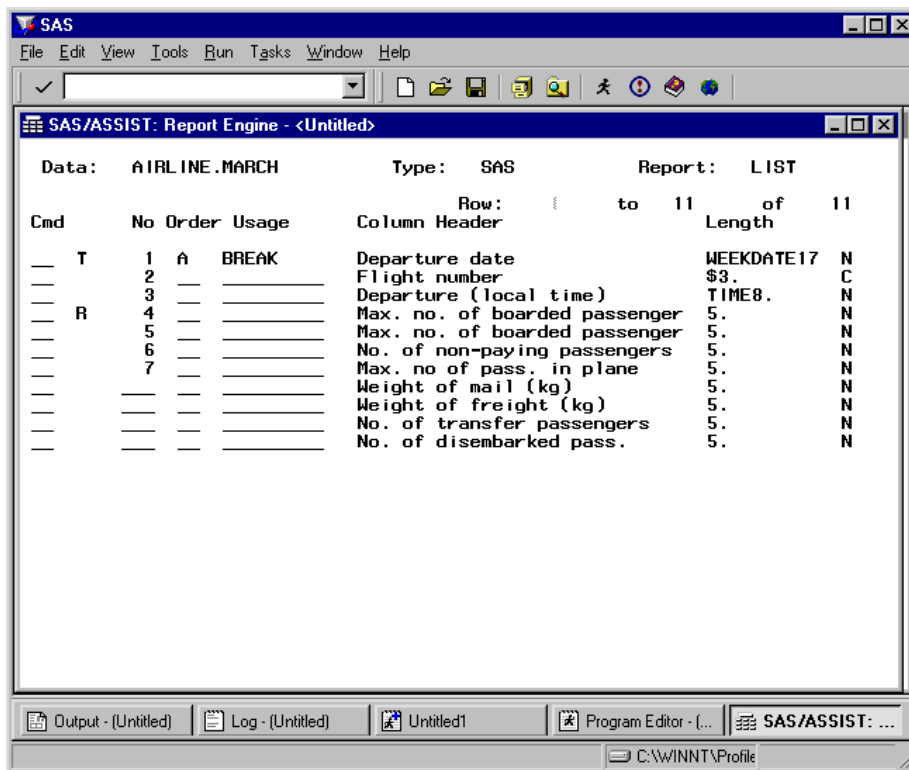 SAS
File Edit View Tools Run Tasks Window Help
SAS/ASSIST: Report Engine - <Untitled>
Data: AIRLINE.MARCH Type: SAS Report: LIST
Row: to 11 of 11
Cmd No Order Usage Column Header Length
T 1 A BREAK Departure date WEEKDATE17 N
2 Flight number $3. C
3 Departure (local time) TIME8. N
R 4 Max. no. of boarded passenger 5. N
5 Max. no. of boarded passenger 5. N
6 No. of non-paying passengers 5. N
7 Max. no of pass. in plane 5. N
Weight of mail (kg) 5. N
Weight of freight (kg) 5. N
No. of transfer passengers 5. N
No. of disembarked pass. 5. N
Output - (Untitled) Log - (Untitled) Untitled1 Program Editor - (... SAS/ASSIST: ...
C:\WINNT\Profile